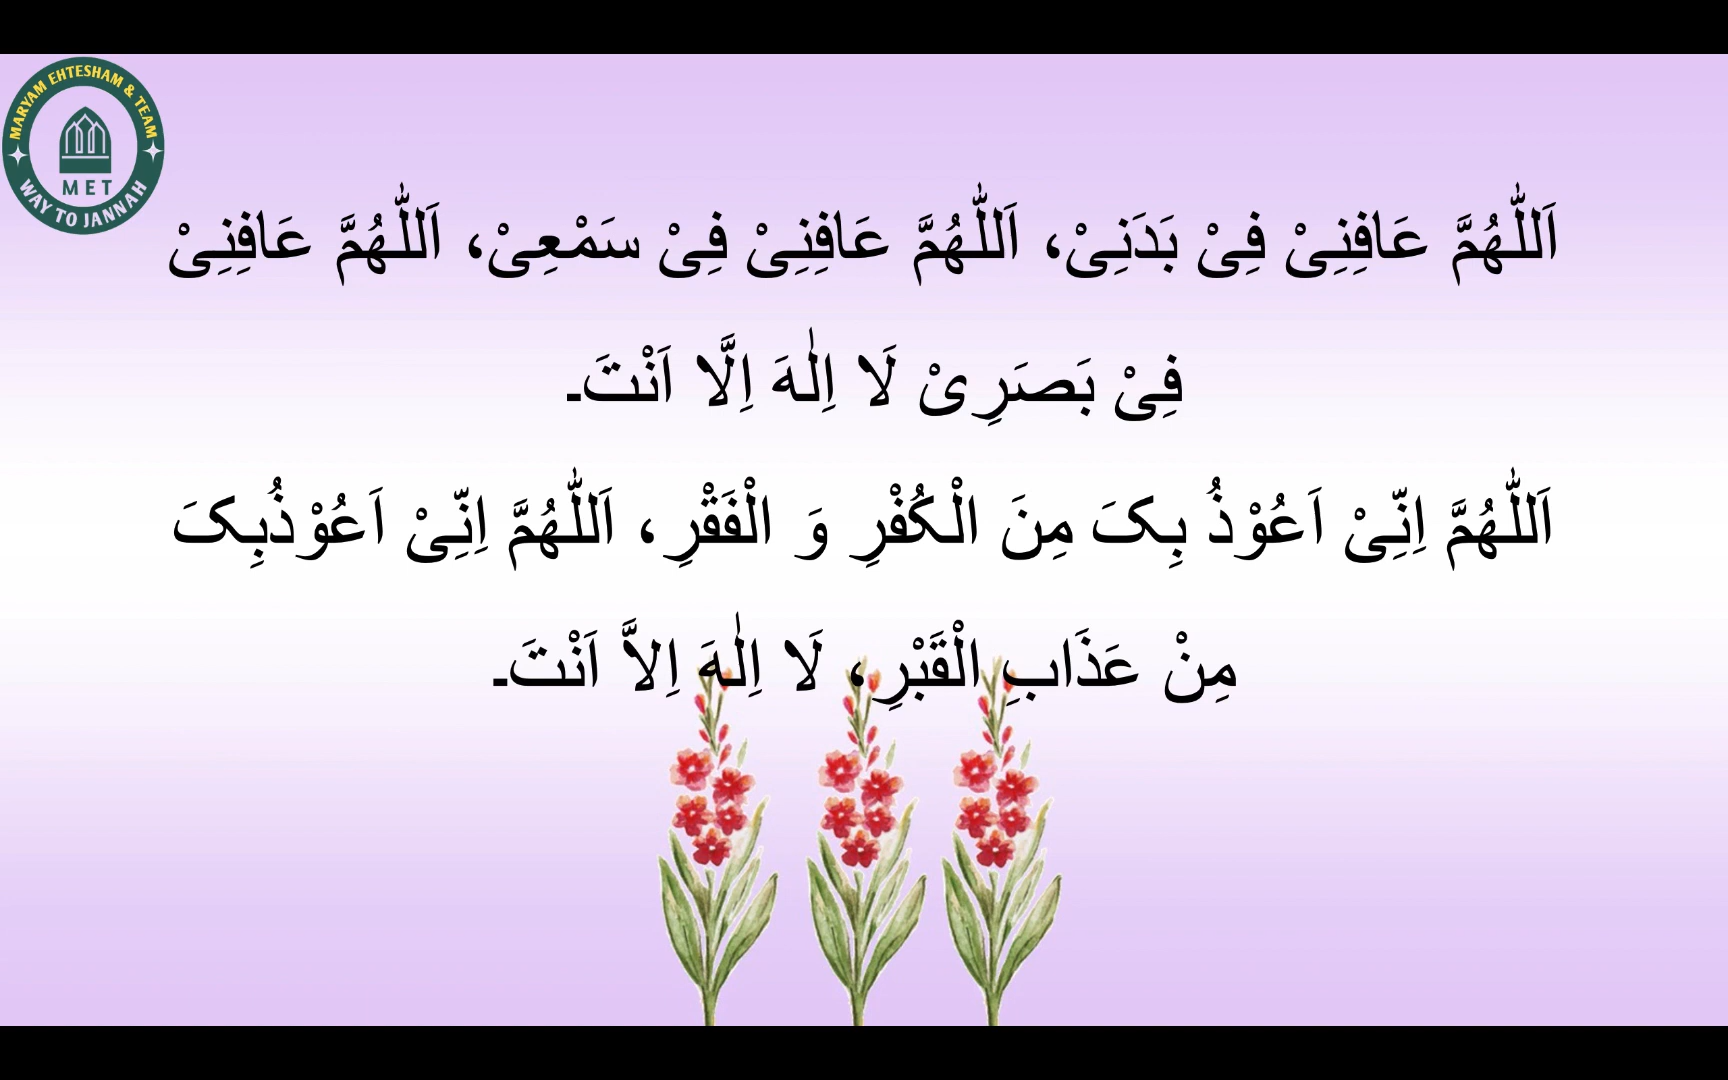 MARYAM EHTESHAM & TEAM
MET
WAY TO JANNAH
اَللّٰهُمَّ عَافِنِیْ فِیْ بَدَنِیْ، اَللّٰهُمَّ عَافِنِیْ فِیْ سَمْعِیْ، اَللّٰهُمَّ عَافِنِیْ
فِیْ بَصَرِیْ لَا اِلٰهَ اِلَّا اَنْتَ۔
اَللّٰهُمَّ اِنِّیْ اَعُوْذُ بِکَ مِنَ الْکُفْرِ وَ الْفَقْرِ، اَللّٰهُمَّ اِنِّیْ اَعُوْذُبِکَ
مِنْ عَذَابِ الْقَبْرِ، لَا اِلٰهَ اِلاَّ اَنْتَ۔